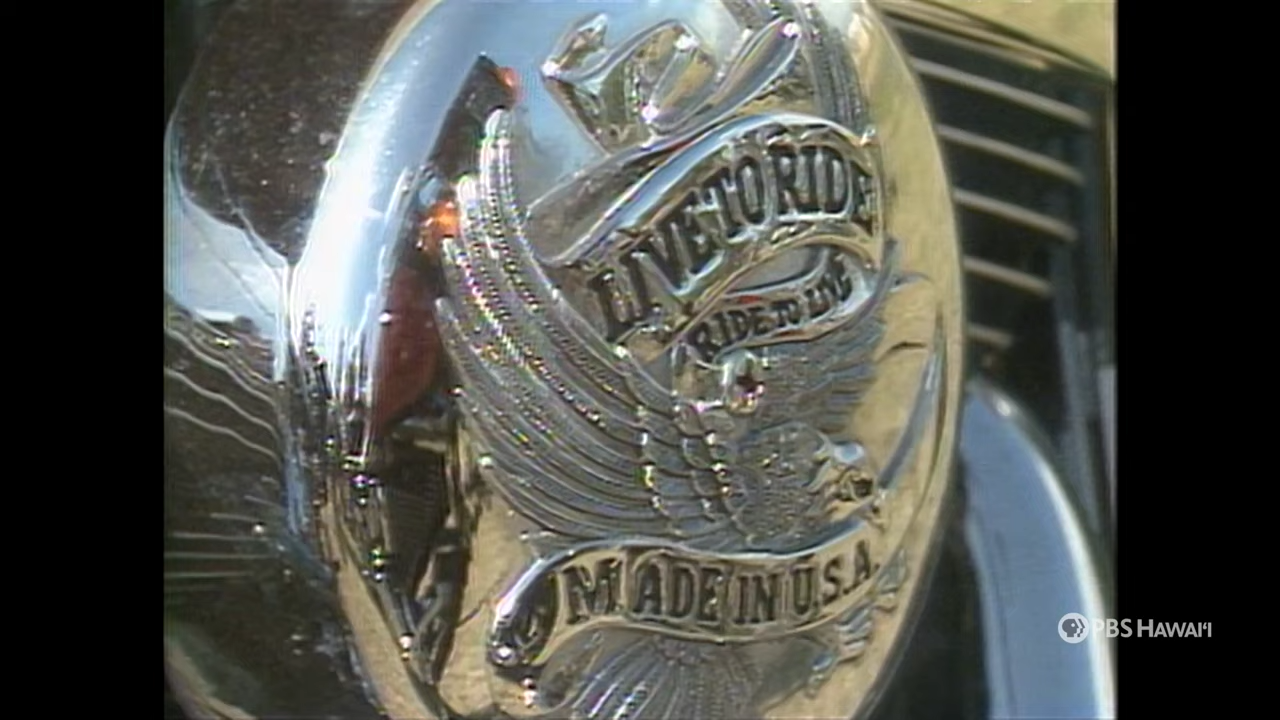 LIVE TO RIDE
RIDE TO LIVE
MADE IN U.S.A.
PBS HAWAIʻI